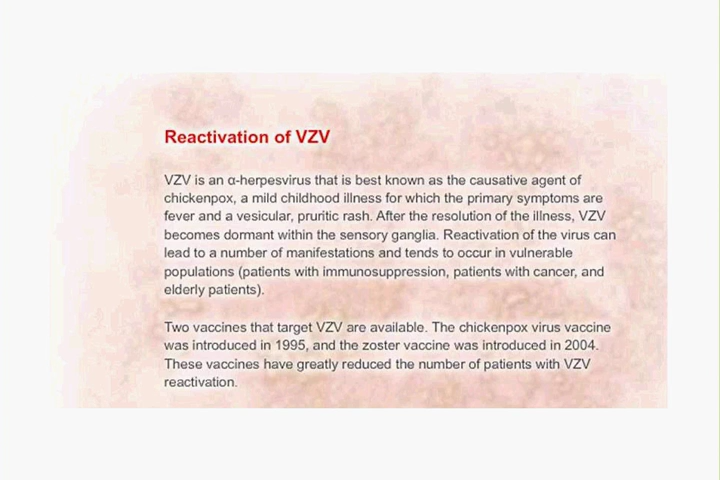 Reactivation of VZV
VZV is an α-herpesvirus that is best known as the causative agent of
chickenpox, a mild childhood illness for which the primary symptoms are
fever and a vesicular, pruritic rash. After the resolution of the illness, VZV
becomes dormant within the sensory ganglia. Reactivation of the virus can
lead to a number of manifestations and tends to occur in vulnerable
populations (patients with immunosuppression, patients with cancer, and
elderly patients).
Two vaccines that target VZV are available. The chickenpox virus vaccine
was introduced in 1995, and the zoster vaccine was introduced in 2004.
These vaccines have greatly reduced the number of patients with VZV
reactivation.